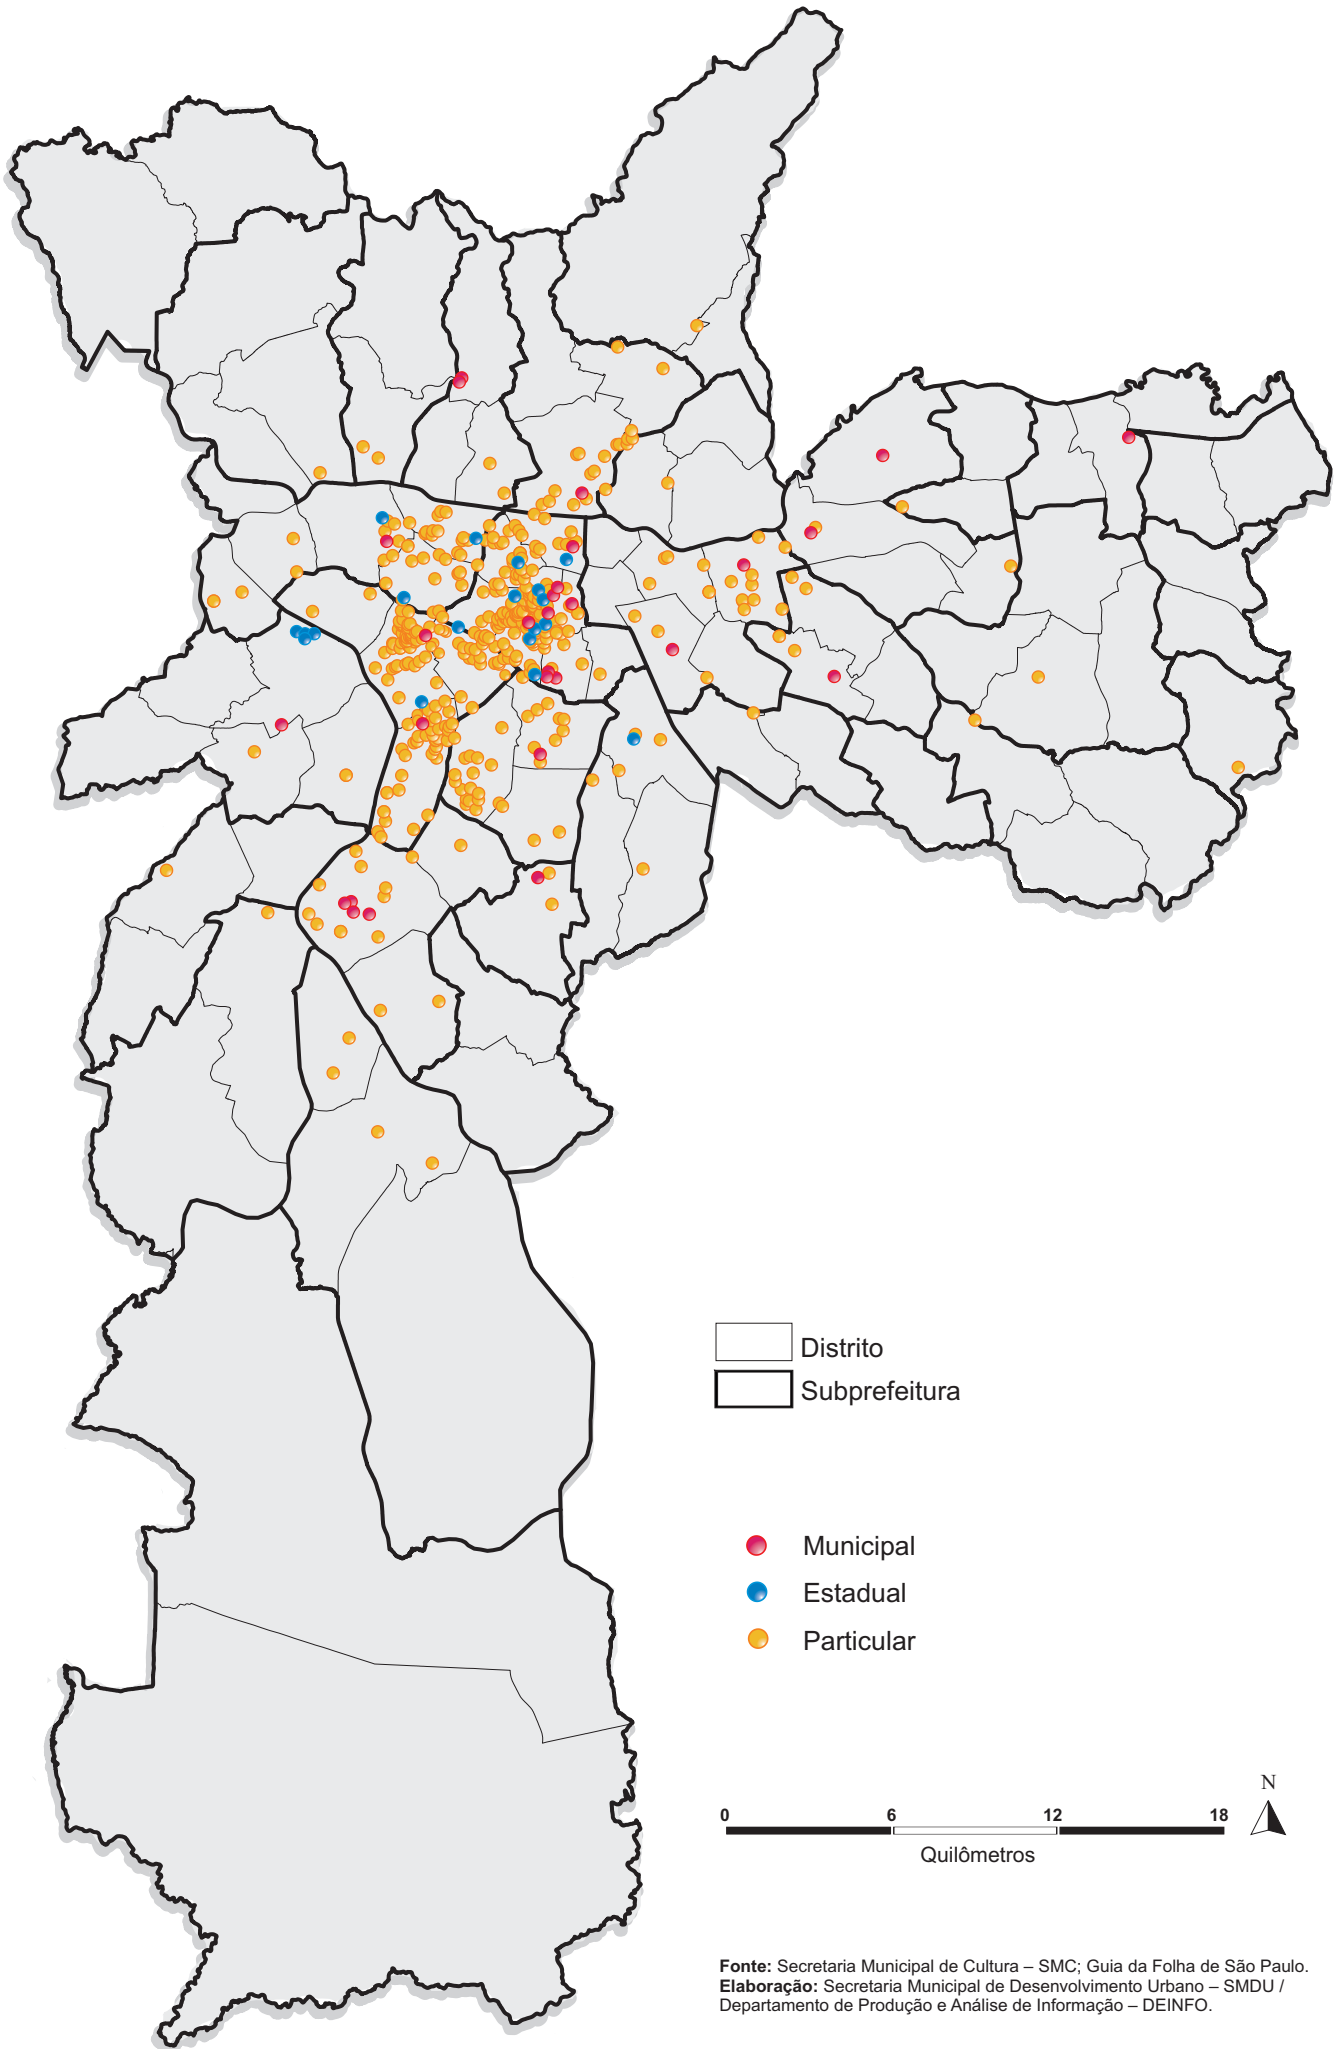 Distrito
Subprefeitura
Municipal
Estadual
Particular
N
0 6 12 18
Quilômetros
Fonte: Secretaria Municipal de Cultura – SMC; Guia da Folha de São Paulo.
Elaboração: Secretaria Municipal de Desenvolvimento Urbano – SMDU /
Departamento de Produção e Análise de Informação – DEINFO.